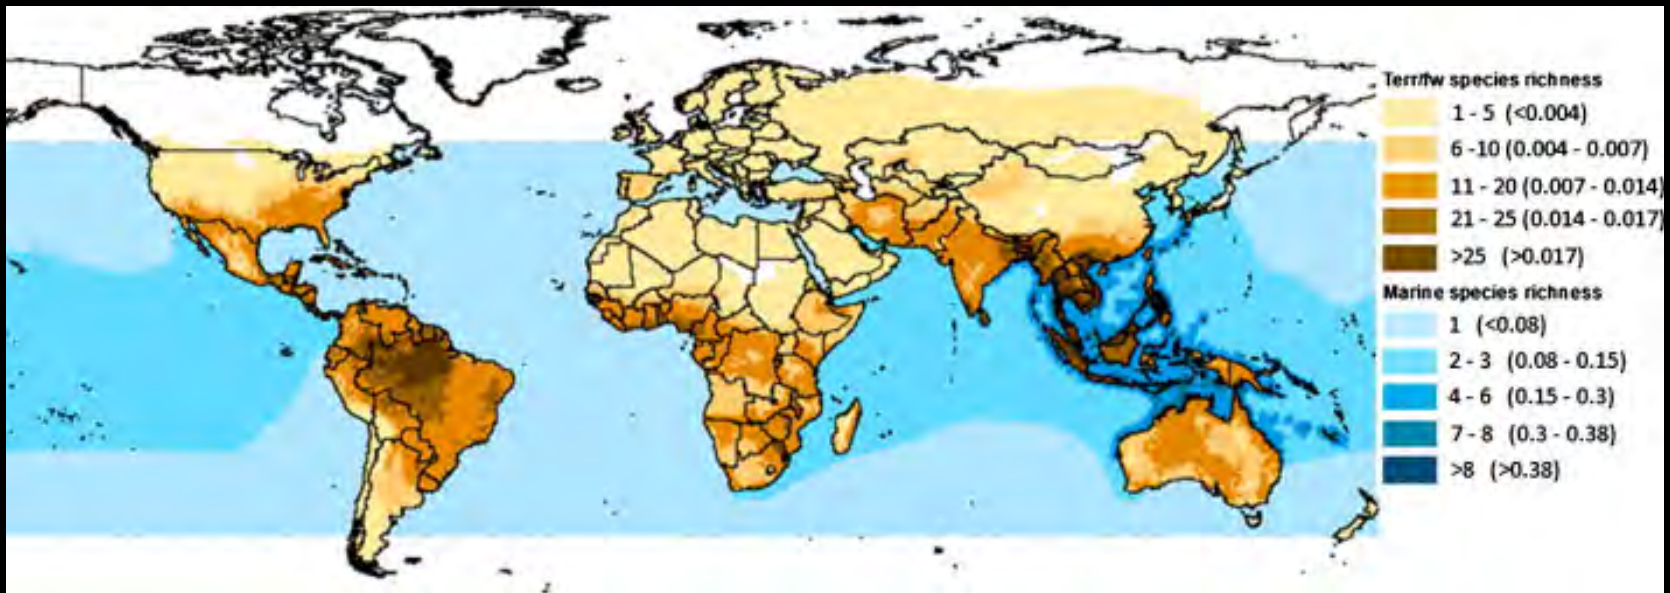 Terr/fw species richness
1 - 5 (<0.004)
6 -10 (0.004 - 0.007)
11 - 20 (0.007 - 0.014)
21 - 25 (0.014 - 0.017)
>25 (>0.017)
Marine species richness
1 (<0.08)
2 - 3 (0.08 - 0.15)
4 - 6 (0.15 - 0.3)
7 - 8 (0.3 - 0.38)
>8 (>0.38)